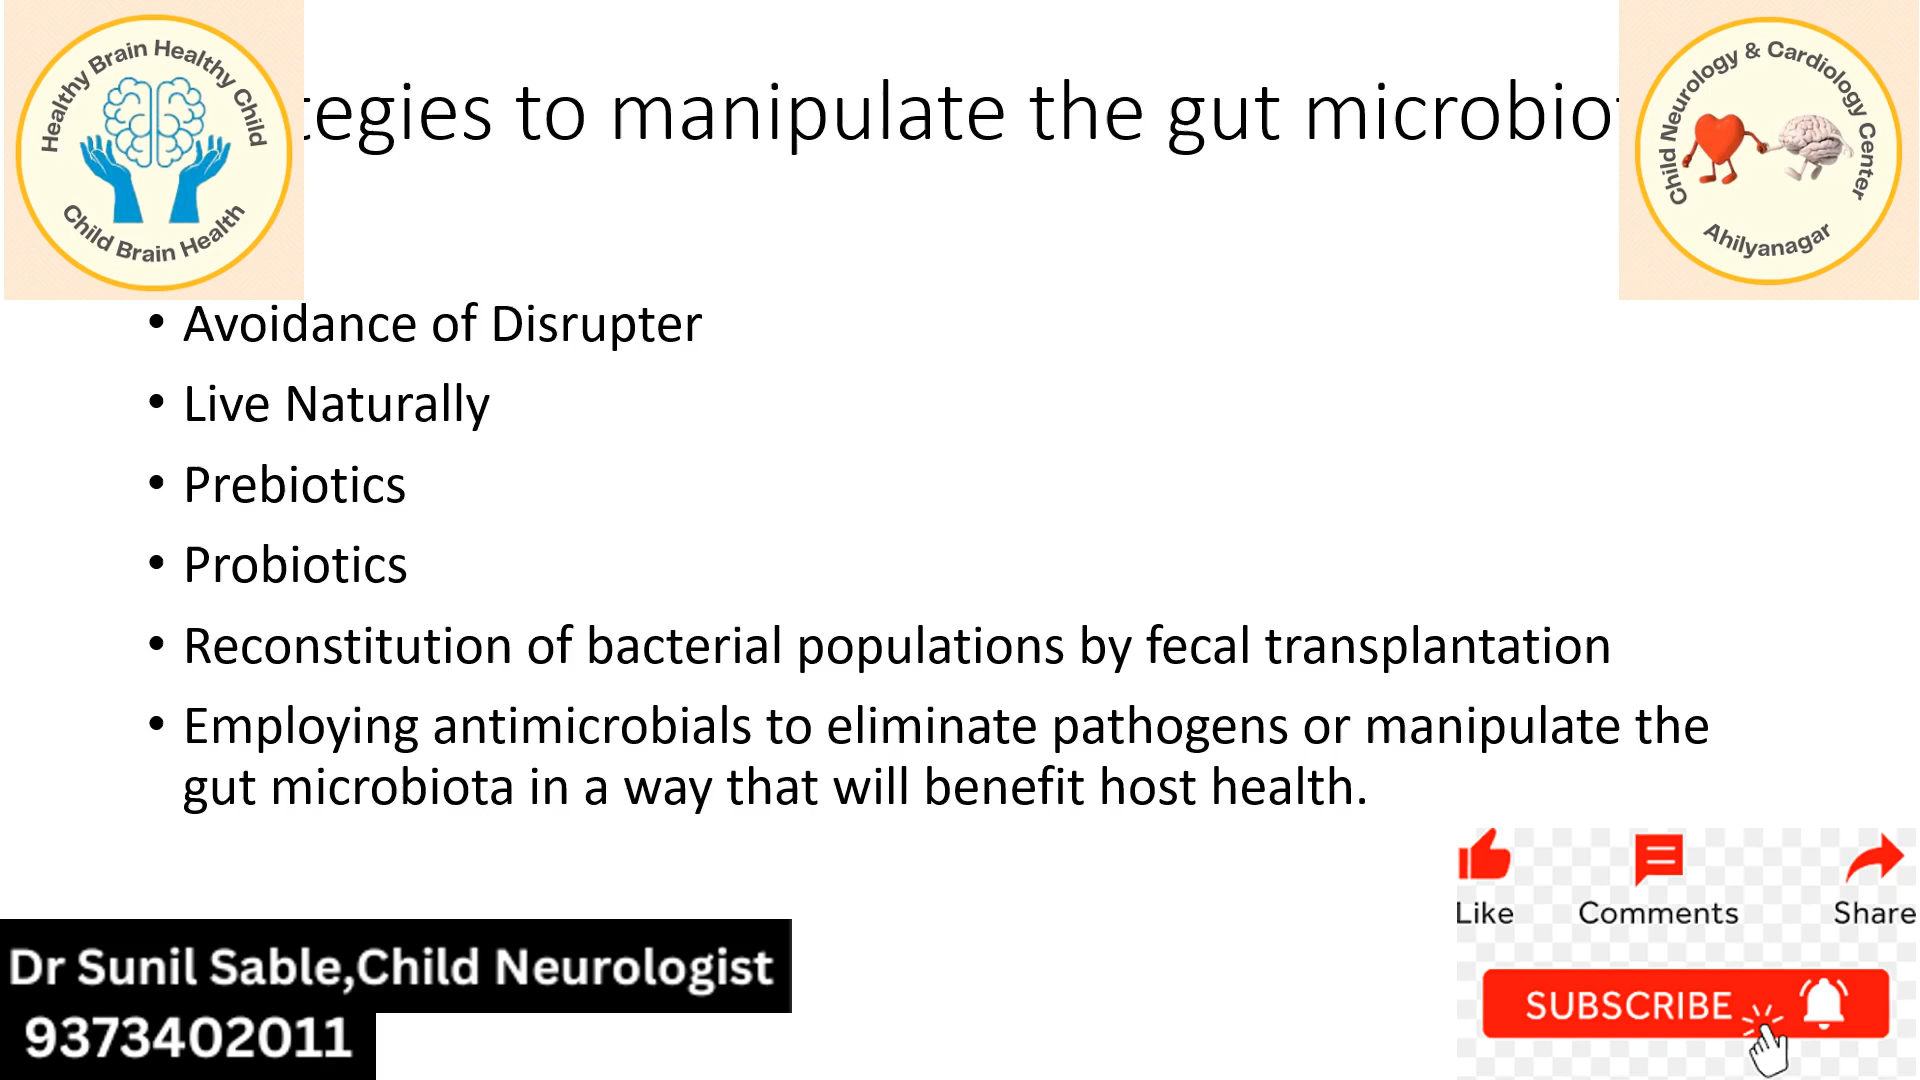 Healthy Brain Healthy Child
Child Brain Health
tegies to manipulate the gut microbio
Child Neurology & Cardiology Center
Ahilyanagar
• Avoidance of Disrupter
• Live Naturally
• Prebiotics
• Probiotics
• Reconstitution of bacterial populations by fecal transplantation
• Employing antimicrobials to eliminate pathogens or manipulate the
gut microbiota in a way that will benefit host health.
Like Comments Share
SUBSCRIBE
Dr Sunil Sable,Child Neurologist
9373402011